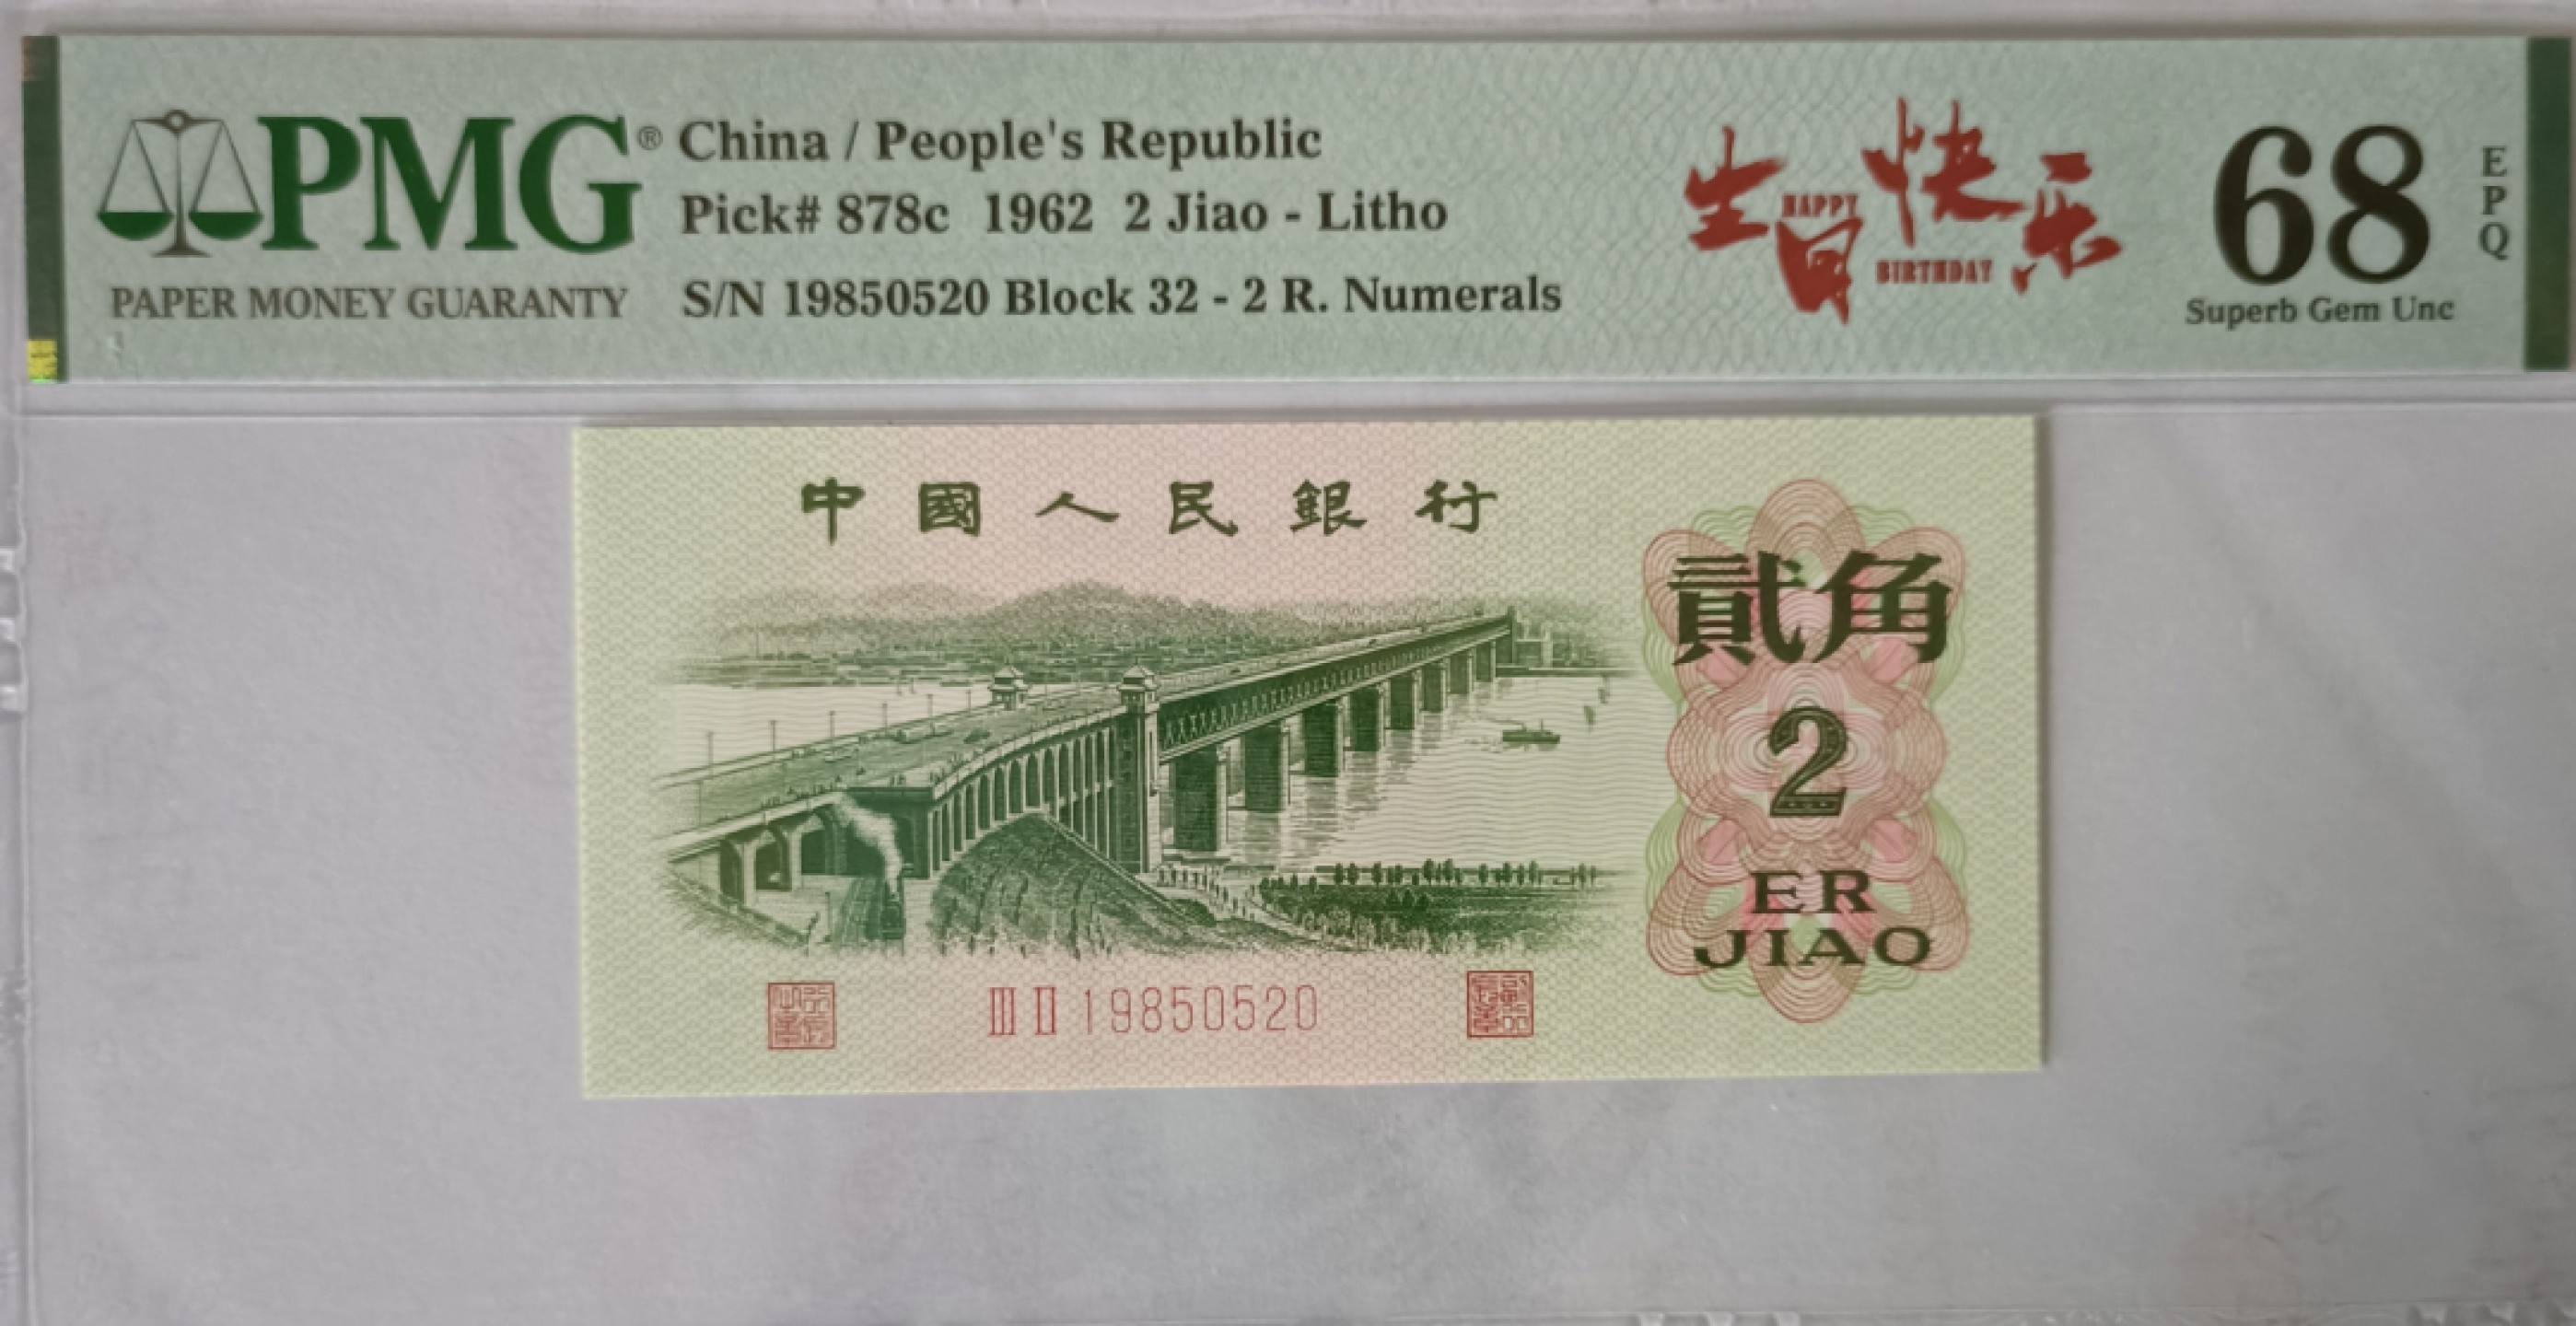 PMG®
PAPER MONEY GUARANTY
China / People's Republic
Pick# 878c 1962 2 Jiao - Litho
S/N 19850520 Block 32 - 2 R. Numerals
生日快乐
HAPPY
BIRTHDAY
68
EPQ
Superb Gem Unc
中國人民銀行
貳角
2
ER
JIAO
III II 19850520